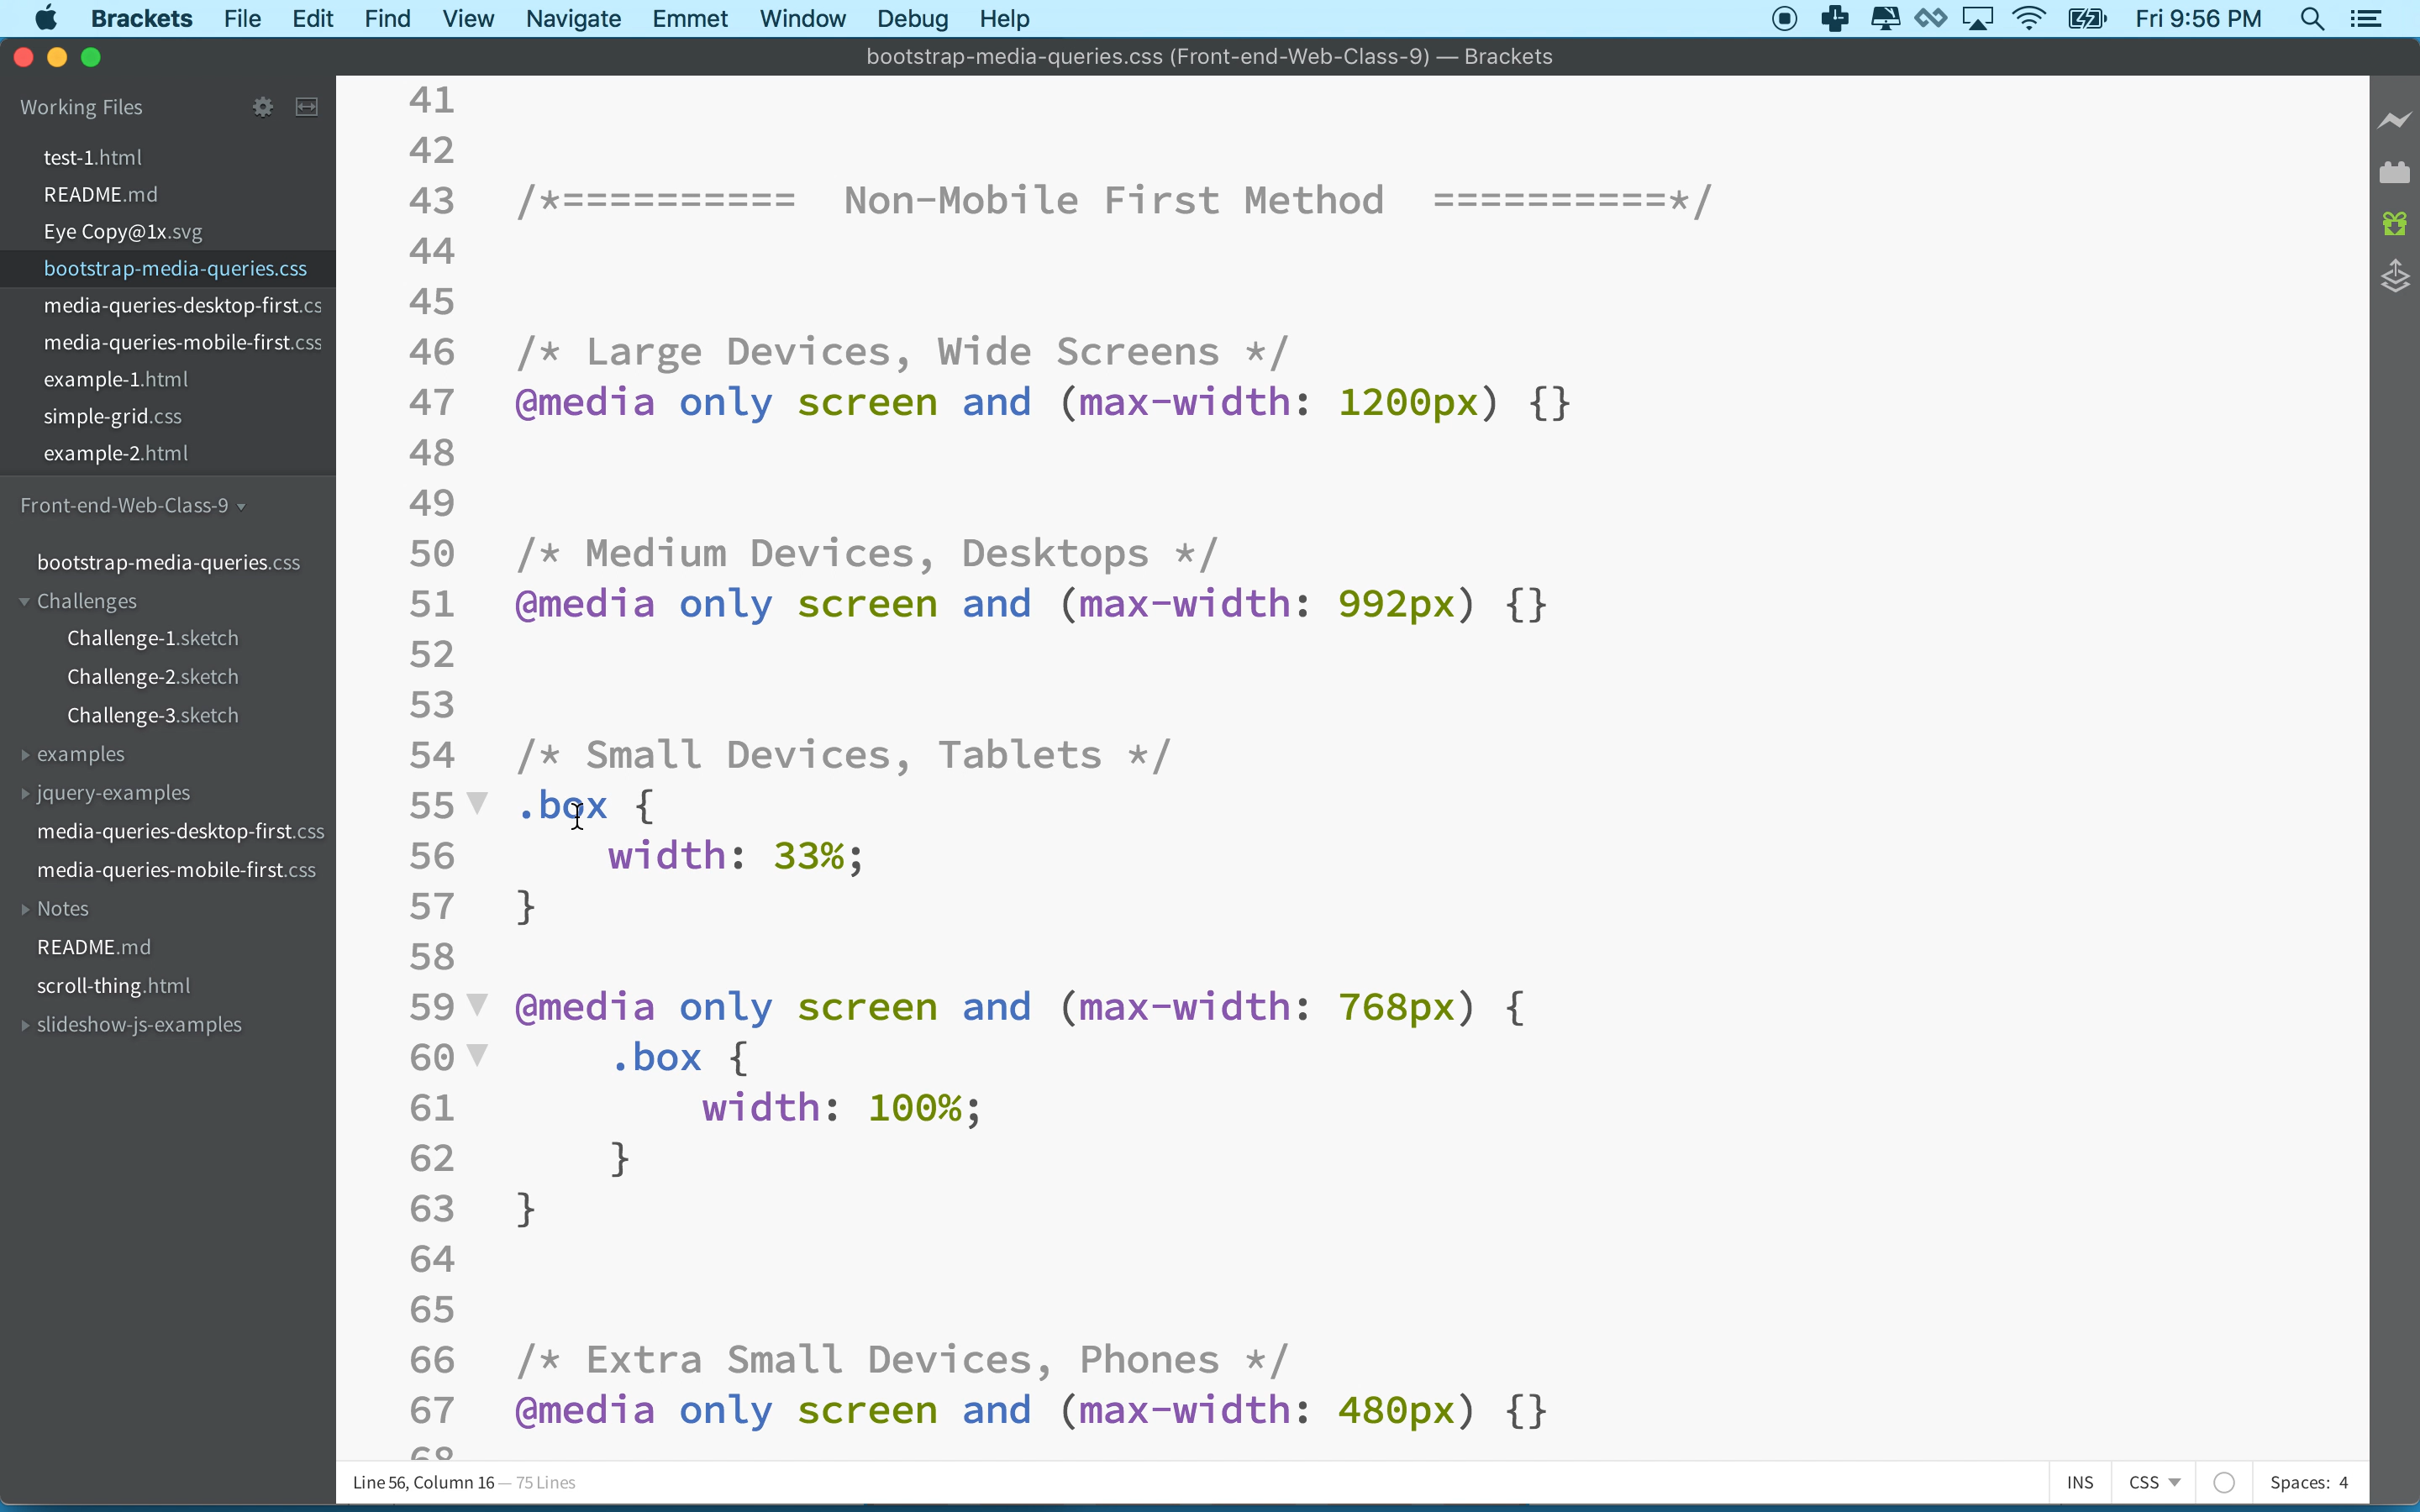 Brackets File Edit Find View Navigate Emmet Window Debug Help Fri 9:56 PM
bootstrap-media-queries.css (Front-end-Web-Class-9) — Brackets
Working Files
test-1.html
README.md
Eye Copy@1x.svg
bootstrap-media-queries.css
media-queries-desktop-first.cs
media-queries-mobile-first.css
example-1.html
simple-grid.css
example-2.html
Front-end-Web-Class-9
bootstrap-media-queries.css
Challenges
Challenge-1.sketch
Challenge-2.sketch
Challenge-3.sketch
examples
jquery-examples
media-queries-desktop-first.css
media-queries-mobile-first.css
Notes
README.md
scroll-thing.html
slideshow-js-examples
41
42
43 /*========== Non-Mobile First Method ==========*/
44
45
46 /* Large Devices, Wide Screens */
47 @media only screen and (max-width: 1200px) {}
48
49
50 /* Medium Devices, Desktops */
51 @media only screen and (max-width: 992px) {}
52
53
54 /* Small Devices, Tablets */
55 .box {
56 width: 33%;
57 }
58
59 @media only screen and (max-width: 768px) {
60 .box {
61 width: 100%;
62 }
63 }
64
65
66 /* Extra Small Devices, Phones */
67 @media only screen and (max-width: 480px) {}
68
Line 56, Column 16 — 75 Lines INS CSS Spaces: 4